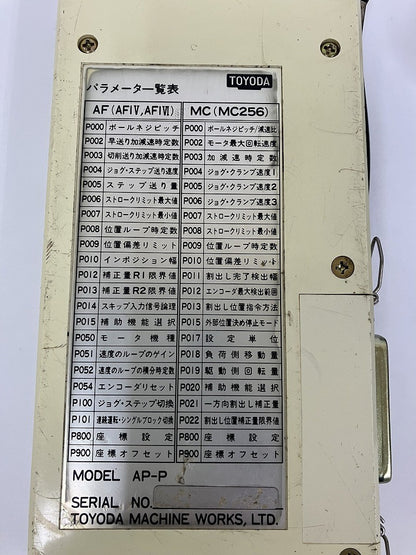 TOYODA
パラメータ一覧表
AF(AFⅣ,AFⅥ) MC(MC256)
P000 ボールネジピッチ P000 ボールネジピッチ/減速比
P002 早送り加減速時定数 P002 モータ最大回転速度
P003 切削送り加減速時定数 P003 加減速時定数
P004 ジョグ・ステップ送り速度 P004 ジョグ・クランプ速度1
P005 ステップ送り量 P005 ジョグ・クランプ速度2
P006 ストロークリミット最大値 P006 ジョグ・クランプ速度3
P007 ストロークリミット最小値 P007 ストロークリミット最大値
P008 位置ループ時定数 P008 ストロークリミット最小値
P009 位置偏差リミット P009 位置ループ時定数
P010 インポジション幅 P010 位置偏差リミット
P012 補正量R1限界値 P011 割出し完了検出幅
P013 補正量R2限界値 P012 エンコーダ最大検出範囲
P014 スキップ入力信号論理 P013 割出し位置指令方法
P015 補助機能選択 P015 外部位置決め停止モード
P050 モータ機種 P017 設定単位
P051 速度のループのゲイン P018 負荷側移動量
P052 速度のループの積分時定数 P019 駆動側回転量
P054 エンコーダリセット P020 補助機能選択
P100 ジョグ・ステップ切換 P021 一方向割出し補正量
P101 連続運転・シングルブロック切換 P022 割出し位置補正量限界値
P800 座標設定 P800 座標設定
P900 座標オフセット P900 座標オフセット
MODEL AP-P
SERIAL NO.
TOYODA MACHINE WORKS, LTD.